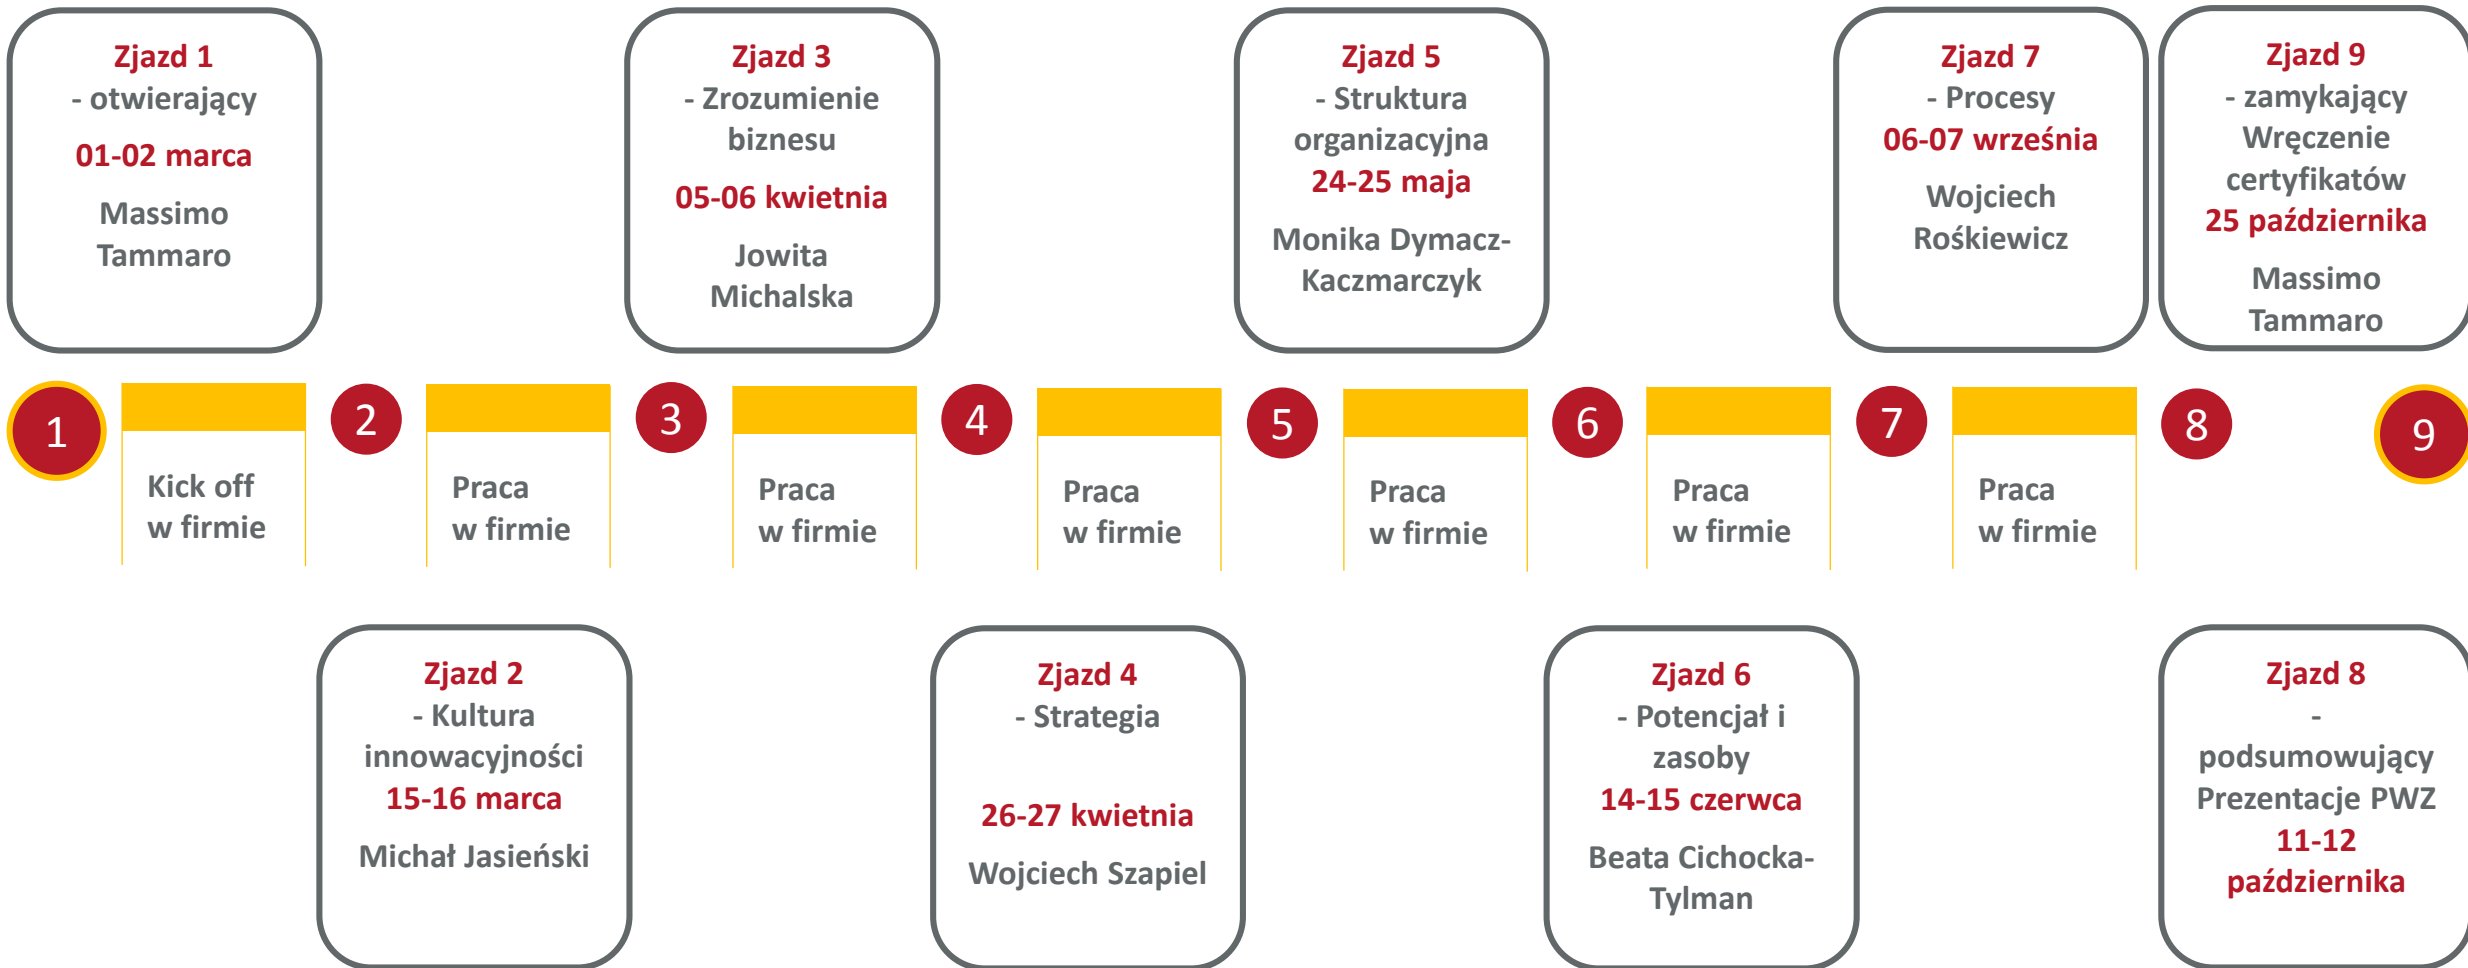 Zjazd 1
- otwierający
01-02 marca
Massimo
Tammaro
Zjazd 3
- Zrozumienie
biznesu
05-06 kwietnia
Jowita
Michalska
Zjazd 5
- Struktura
organizacyjna
24-25 maja
Monika Dymacz-
Kaczmarczyk
Zjazd 7
- Procesy
06-07 września
Wojciech
Rośkiewicz
Zjazd 9
- zamykający
Wręczenie
certyfikatów
25 października
Massimo
Tammaro
1
Kick off
w firmie
2
Praca
w firmie
3
Praca
w firmie
4
Praca
w firmie
5
Praca
w firmie
6
Praca
w firmie
7
Praca
w firmie
8
9
Zjazd 2
- Kultura
innowacyjności
15-16 marca
Michał Jasieński
Zjazd 4
- Strategia
26-27 kwietnia
Wojciech Szapiel
Zjazd 6
- Potencjał i
zasoby
14-15 czerwca
Beata Cichocka-
Tylman
Zjazd 8
-
podsumowujący
Prezentacje PWZ
11-12
października